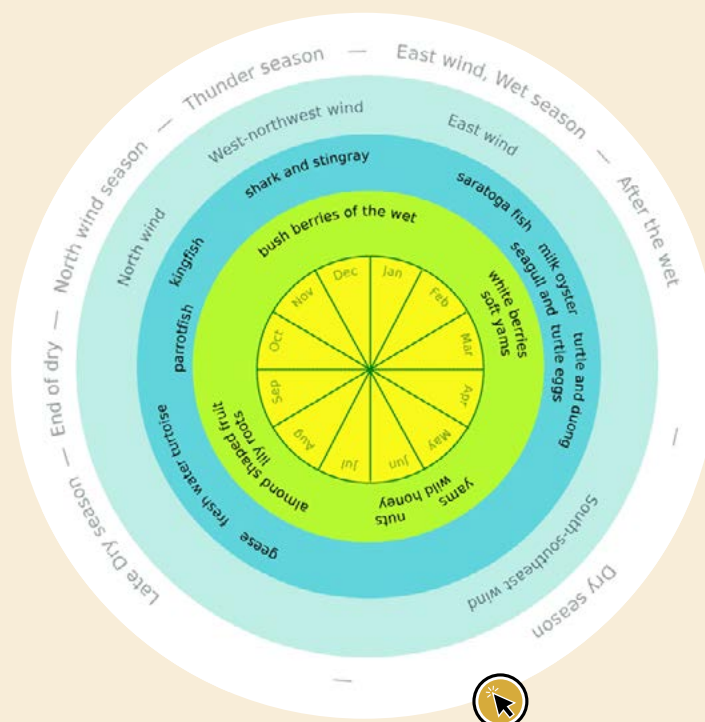 East wind, Wet season
—
After the wet
—
Dry season
—
Late Dry season
—
End of dry
—
North wind season
—
Thunder season
—
East wind
South-southeast wind
North wind
West-northwest wind
saratoga fish
milk oyster
seagull and turtle eggs
turtle and duong
geese
fresh water turtoise
parrotfish
kingfish
shark and stingray
bush berries of the wet
white berries
soft yams
yams
wild honey
nuts
almond shaped fruit
lily roots
Jan
Feb
Mar
Apr
May
Jun
Jul
Aug
Sep
Oct
Nov
Dec